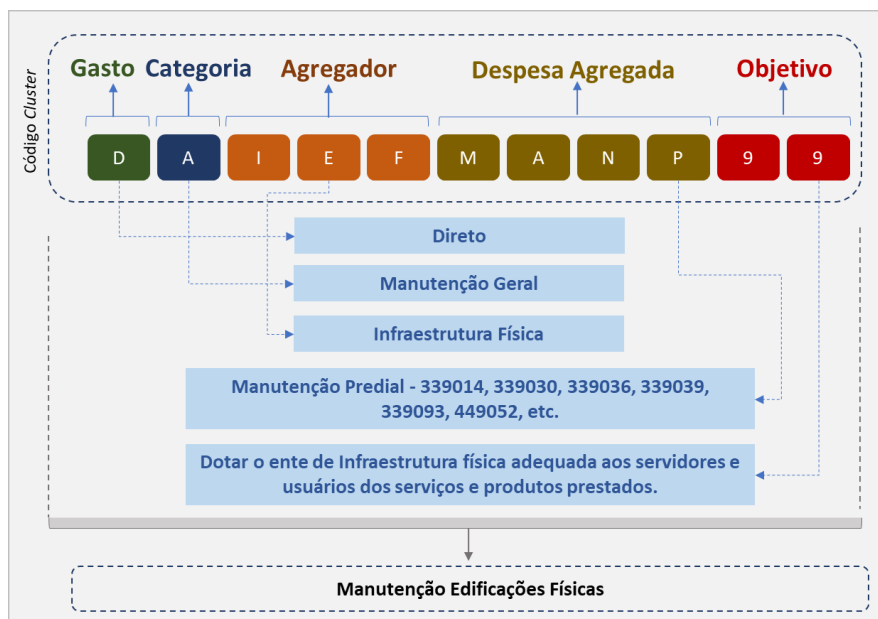 Código Cluster
Gasto Categoria Agregador Despesa Agregada Objetivo
D A I E F M A N P 9 9
Direto
Manutenção Geral
Infraestrutura Física
Manutenção Predial - 339014, 339030, 339036, 339039,
339093, 449052, etc.
Dotar o ente de Infraestrutura física adequada aos servidores e
usuários dos serviços e produtos prestados.
Manutenção Edificações Físicas